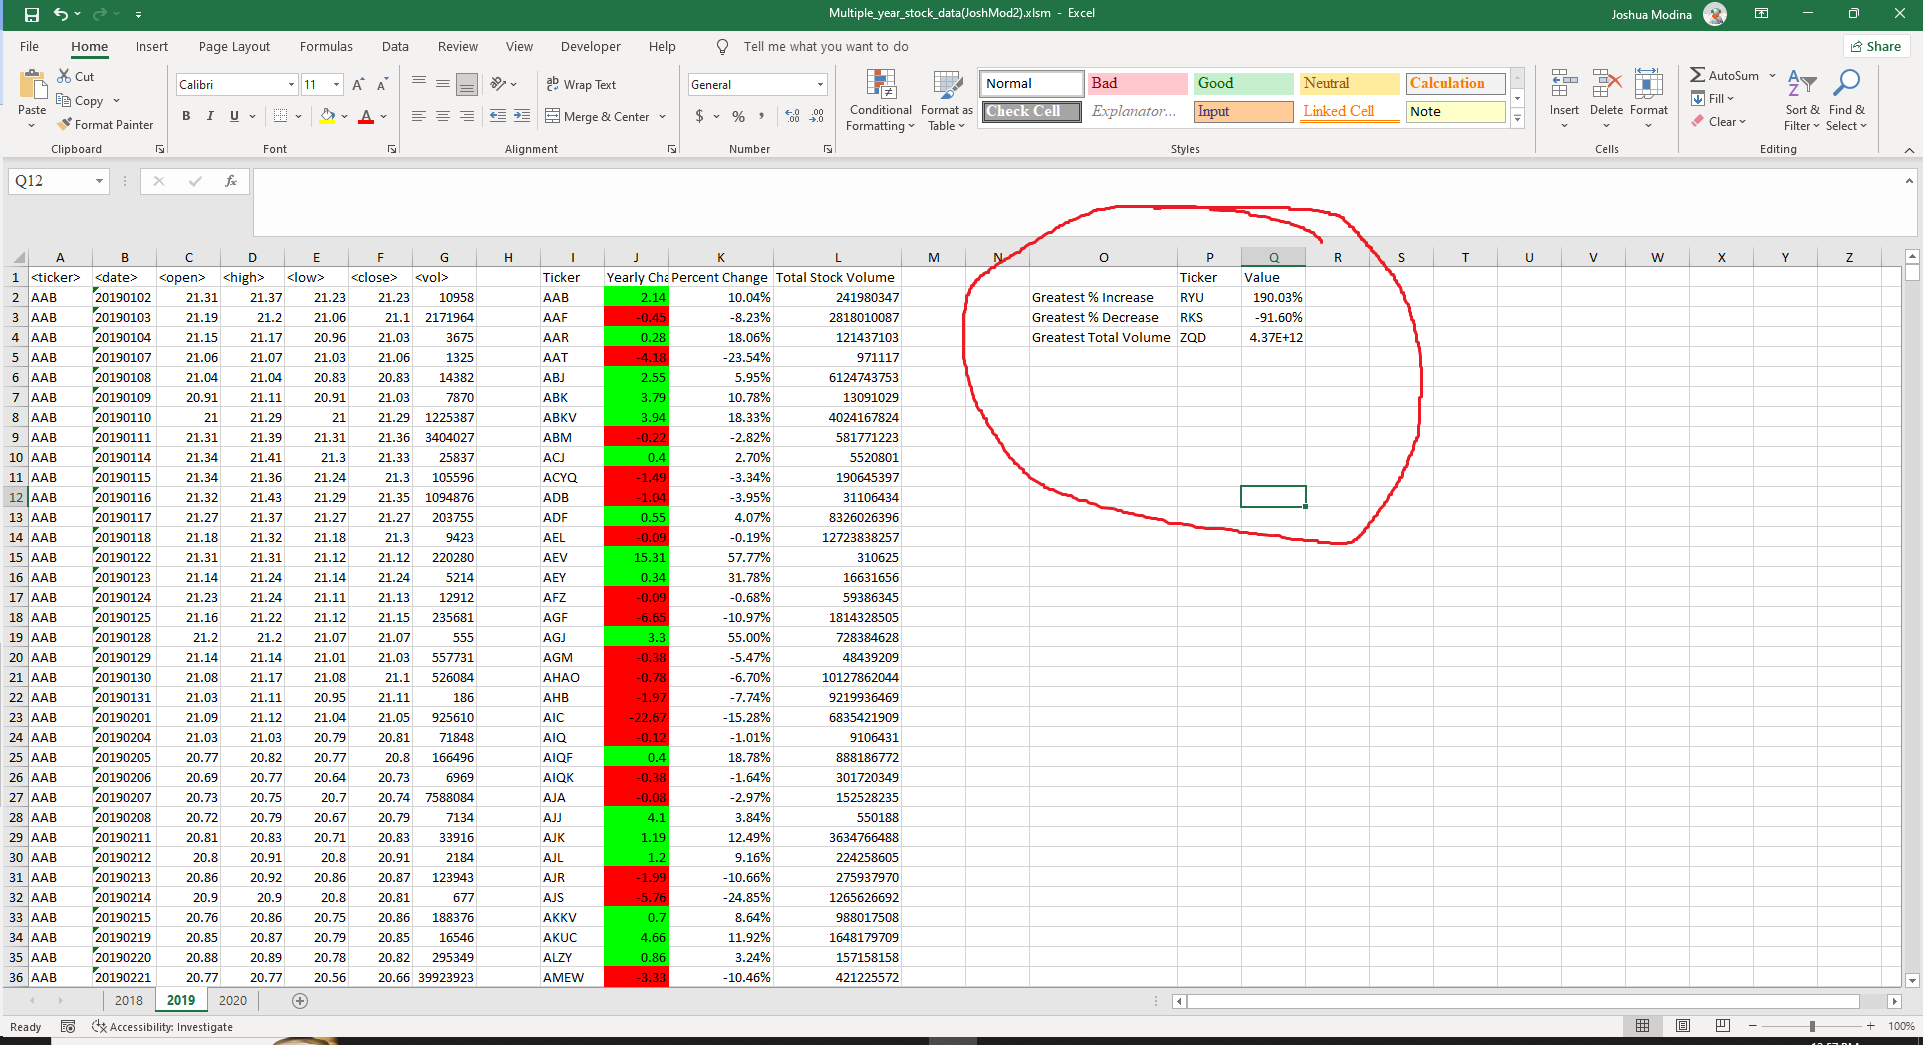 Multiple_year_stock_data(JoshMod2).xlsm - Excel
Joshua Modina
File Home Insert Page Layout Formulas Data Review View Developer Help Tell me what you want to do Share
Paste Cut Copy Format Painter Clipboard
Calibri 11 B I U Font
Wrap Text Merge & Center Alignment
General $ % , Number
Conditional Formatting Format as Table
Normal Bad Good Neutral Calculation
Check Cell Explanator... Input Linked Cell Note
Styles
Insert Delete Format Cells
AutoSum Fill Clear Sort & Filter Find & Select Editing
Q12 fx
A B C D E F G H I J K L M N O P Q R S T U V W X Y Z
1 <ticker> <date> <open> <high> <low> <close> <vol> Ticker Yearly Cha Percent Change Total Stock Volume Ticker Value
2 AAB 20190102 21.31 21.37 21.23 21.23 10958 AAB 2.14 10.04% 241980347 Greatest % Increase RYU 190.03%
3 AAB 20190103 21.19 21.2 21.06 21.1 2171964 AAF -0.45 -8.23% 2818010087 Greatest % Decrease RKS -91.60%
4 AAB 20190104 21.15 21.17 20.96 21.03 3675 AAR 0.28 18.06% 121437103 Greatest Total Volume ZQD 4.37E+12
5 AAB 20190107 21.06 21.07 21.03 21.06 1325 AAT -4.18 -23.54% 971117
6 AAB 20190108 21.04 21.04 20.83 20.83 14382 ABJ 2.55 5.95% 6124743753
7 AAB 20190109 20.91 21.11 20.91 21.03 7870 ABK 3.79 10.78% 13091029
8 AAB 20190110 21 21.29 21 21.29 1225387 ABKV 3.94 18.33% 4024167824
9 AAB 20190111 21.31 21.39 21.31 21.36 3404027 ABM -0.22 -2.82% 581771223
10 AAB 20190114 21.34 21.41 21.3 21.33 25837 ACJ 0.4 2.70% 5520801
11 AAB 20190115 21.34 21.36 21.24 21.3 105596 ACYQ -1.49 -3.34% 190645397
12 AAB 20190116 21.32 21.43 21.29 21.35 1094876 ADB -1.04 -3.95% 31106434
13 AAB 20190117 21.27 21.37 21.27 21.27 203755 ADF 0.55 4.07% 8326026396
14 AAB 20190118 21.18 21.32 21.18 21.3 9423 AEL -0.09 -0.19% 12723838257
15 AAB 20190122 21.31 21.31 21.12 21.12 220280 AEV 15.31 57.77% 310625
16 AAB 20190123 21.14 21.24 21.14 21.24 5214 AEY 0.34 31.78% 16631656
17 AAB 20190124 21.23 21.24 21.11 21.13 12912 AFZ -0.09 -0.68% 59386345
18 AAB 20190125 21.16 21.22 21.12 21.15 235681 AGF -6.65 -10.97% 1814328505
19 AAB 20190128 21.2 21.2 21.07 21.07 555 AGJ 3.3 55.00% 728384628
20 AAB 20190129 21.14 21.14 21.01 21.03 557731 AGM -0.38 -5.47% 48439209
21 AAB 20190130 21.08 21.17 21.08 21.1 526084 AHAO -0.78 -6.70% 10127862044
22 AAB 20190131 21.03 21.11 20.95 21.11 186 AHB -1.97 -7.74% 9219936469
23 AAB 20190201 21.09 21.12 21.04 21.05 925610 AIC -22.67 -15.28% 6835421909
24 AAB 20190204 21.03 21.03 20.79 20.81 71848 AIQ -0.12 -1.01% 9106431
25 AAB 20190205 20.77 20.82 20.77 20.8 166496 AIQF 0.4 18.78% 888186772
26 AAB 20190206 20.69 20.77 20.64 20.73 6969 AIQK -0.38 -1.64% 301720349
27 AAB 20190207 20.73 20.75 20.7 20.74 7588084 AJA -0.08 -2.97% 152528235
28 AAB 20190208 20.72 20.79 20.67 20.79 7134 AJJ 4.1 3.84% 550188
29 AAB 20190211 20.81 20.83 20.71 20.83 33916 AJK 1.19 12.49% 3634766488
30 AAB 20190212 20.8 20.91 20.8 20.91 2184 AJL 1.2 9.16% 224258605
31 AAB 20190213 20.86 20.92 20.86 20.87 123943 AJR -1.99 -10.66% 275937970
32 AAB 20190214 20.9 20.9 20.8 20.81 677 AJS -5.76 -24.85% 1265626692
33 AAB 20190215 20.76 20.86 20.75 20.86 188376 AKKV 0.7 8.64% 988017508
34 AAB 20190219 20.85 20.87 20.79 20.85 16546 AKUC 4.66 11.92% 1648179709
35 AAB 20190220 20.88 20.89 20.78 20.82 295349 ALZY 0.86 3.24% 157158158
36 AAB 20190221 20.77 20.77 20.56 20.66 39923923 AMEW -3.33 -10.46% 421225572
2018 2019 2020
Ready Accessibility: Investigate 100%